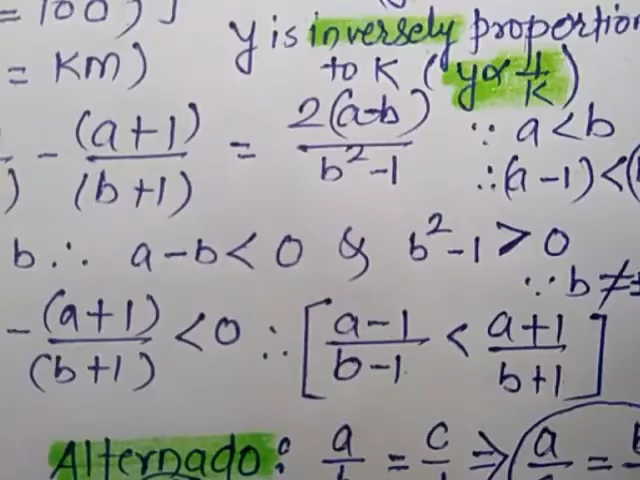 = 100) ]
y is inversely proportion
= KM)
to K (y∝ 1/K)
) - (a+1)/(b+1) = 2(a-b)/b²-1 ∵ a<b
∴(a-1)<(
b ∴ a-b<0 & b²-1>0
∵ b ≠ ±
- (a+1)/(b+1) <0 ∴ [a-1/b-1 < a+1/b+1]
Alternado: a/ = c/ ⇒ (a/ =